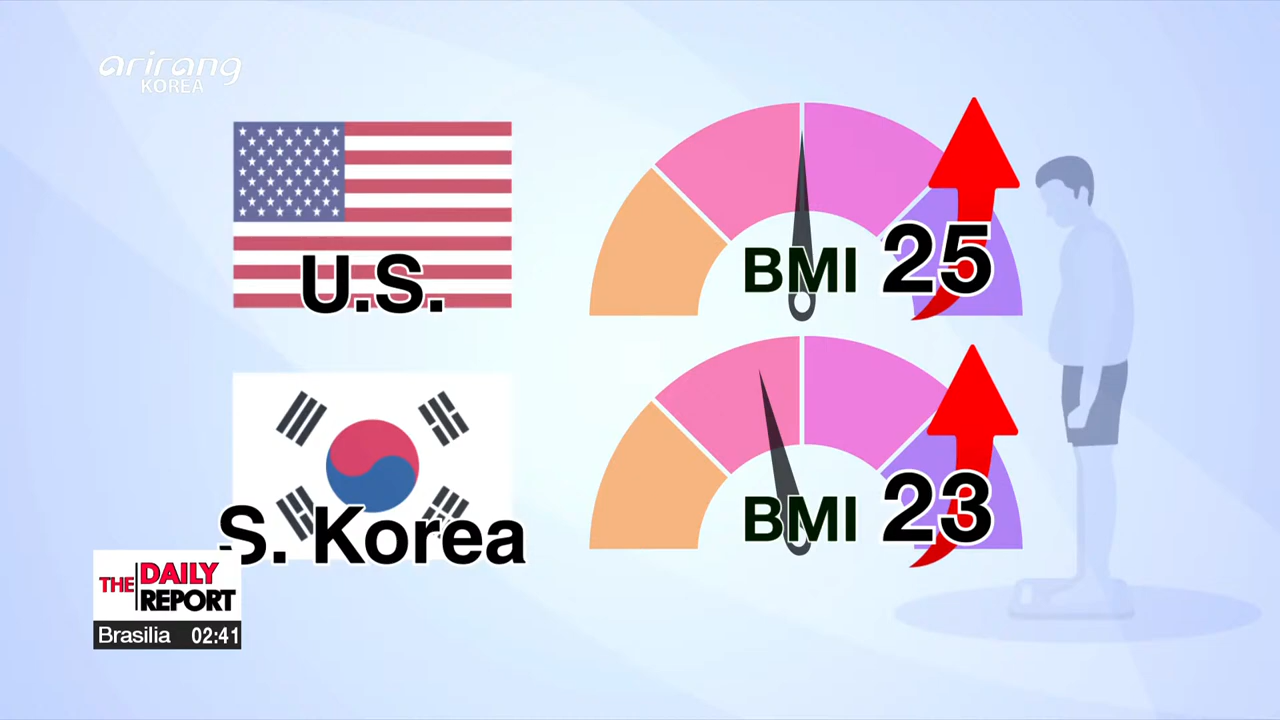 arirang
KOREA
U.S.
BMI 25
S. Korea
BMI 23
THE DAILY
REPORT
Brasilia 02:41